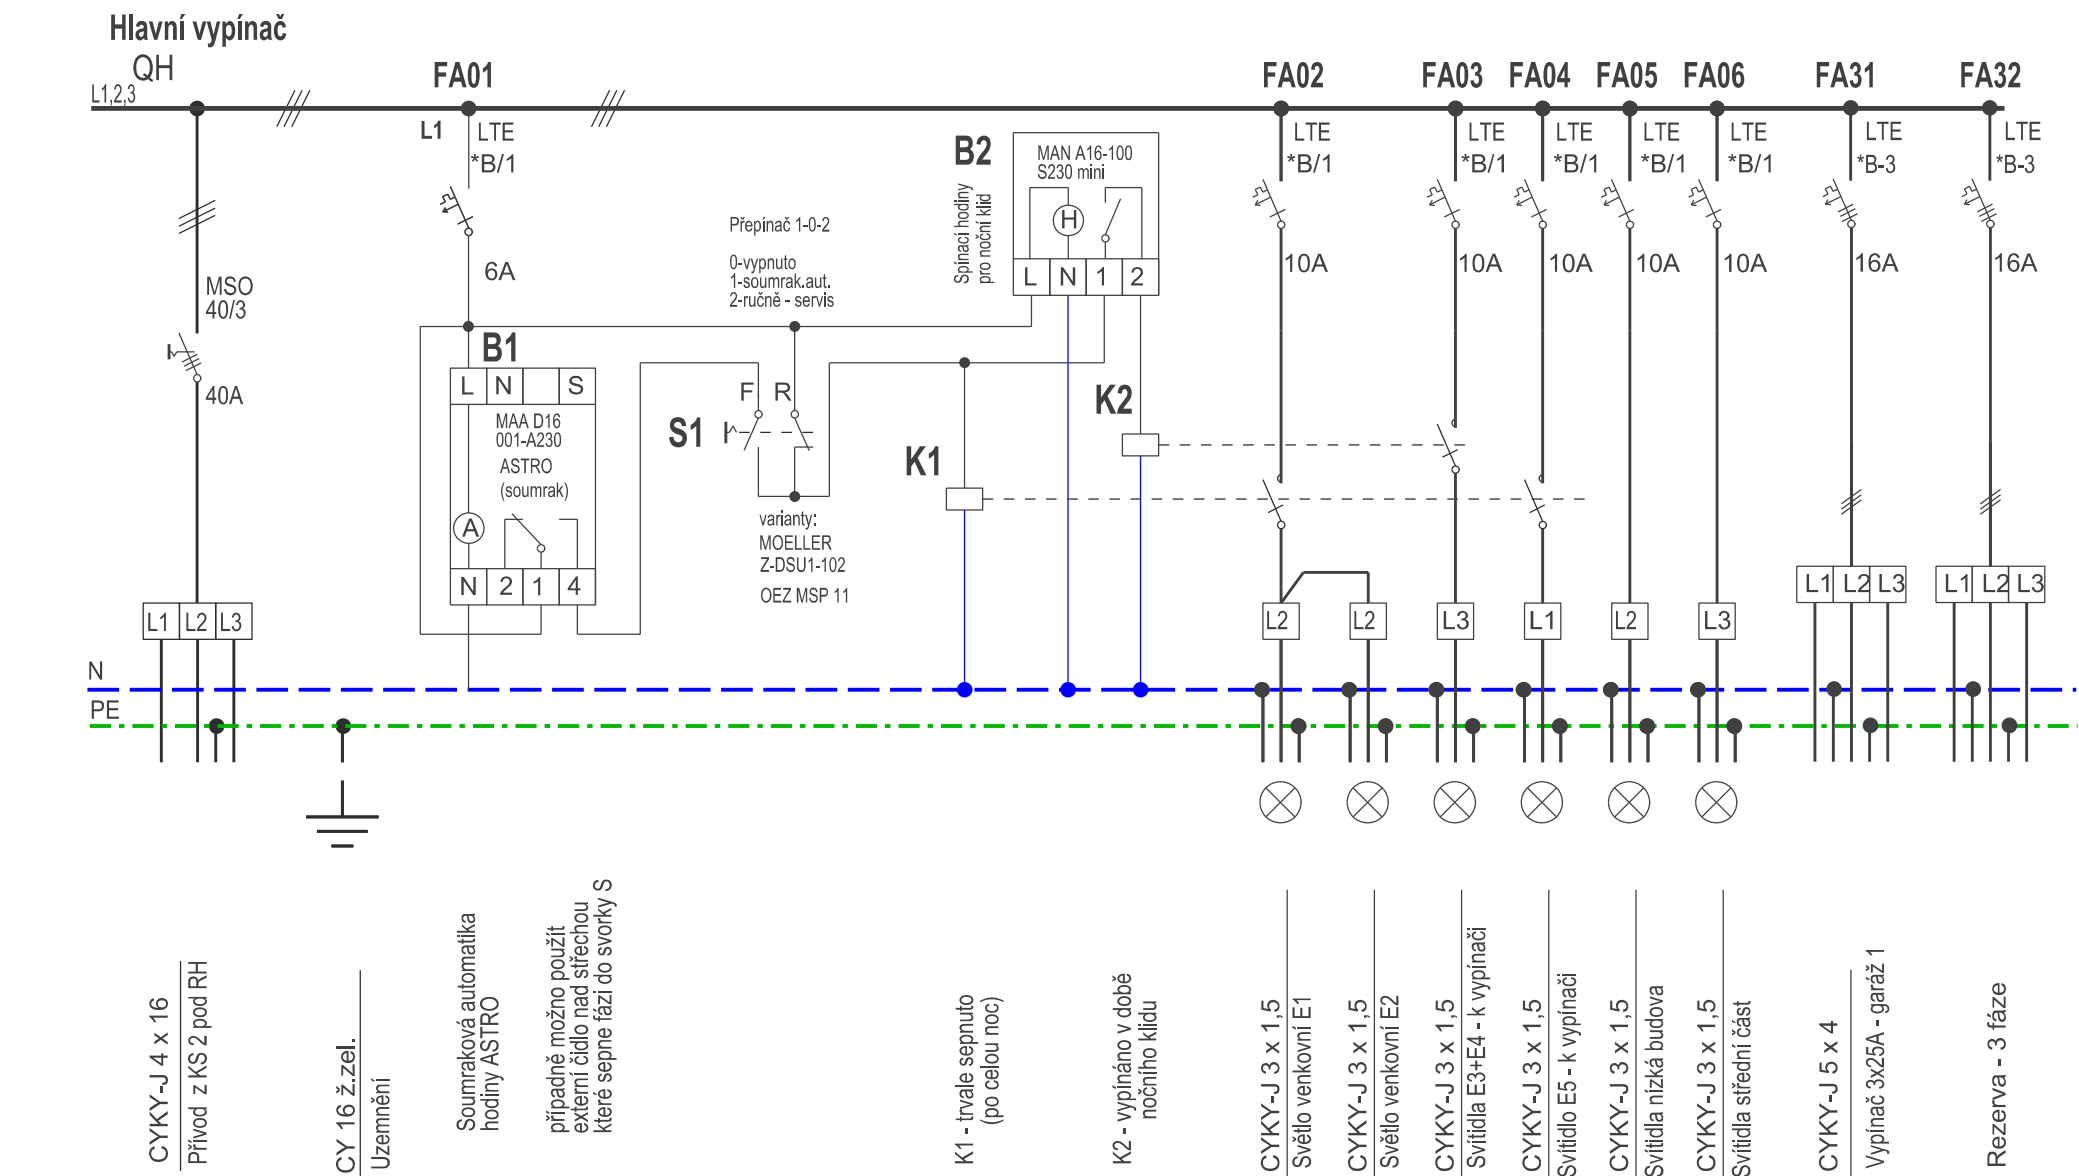 Hlavní vypínač
QH
L1,2,3
FA01
FA02
FA03
FA04
FA05
FA06
FA31
FA32
L1
LTE
*B/1
6A
MSO
40/3
40A
Přepínač 1-0-2
0-vypnuto
1-soumrak.aut.
2-ručně - servis
B2
Spínací hodiny
pro noční klid
MAN A16-100
S230 mini
H
L N 1 2
LTE
*B/1
10A
LTE
*B/1
10A
LTE
*B/1
10A
LTE
*B/1
10A
LTE
*B/1
10A
LTE
*B-3
16A
LTE
*B-3
16A
B1
L N S
MAA D16
001-A230
ASTRO
(soumrak)
A
N 2 1 4
F R
S1
K1
K2
varianty:
MOELLER
Z-DSU1-102
OEZ MSP 11
L1 L2 L3
L2
L2
L3
L1
L2
L3
L1 L2 L3
L1 L2 L3
N
PE
CYKY-J 4 x 16
Přívod z KS 2 pod RH
CY 16 ž.zel.
Uzemnění
Soumraková automatika
hodiny ASTRO
případně možno použít
externí čidlo nad střechou
které sepne fázi do svorky S
K1 - trvale sepnuto
(po celou noc)
K2 - vypínáno v době
nočního klidu
CYKY-J 3 x 1,5
Světlo venkovní E1
CYKY-J 3 x 1,5
Světlo venkovní E2
CYKY-J 3 x 1,5
Svítidla E3+E4 - k vypínači
CYKY-J 3 x 1,5
Svítidlo E5 - k vypínači
CYKY-J 3 x 1,5
Svítidla nízká budova
CYKY-J 3 x 1,5
Svítidla střední část
CYKY-J 5 x 4
Vypínač 3x25A - garáž 1
Rezerva - 3 fáze